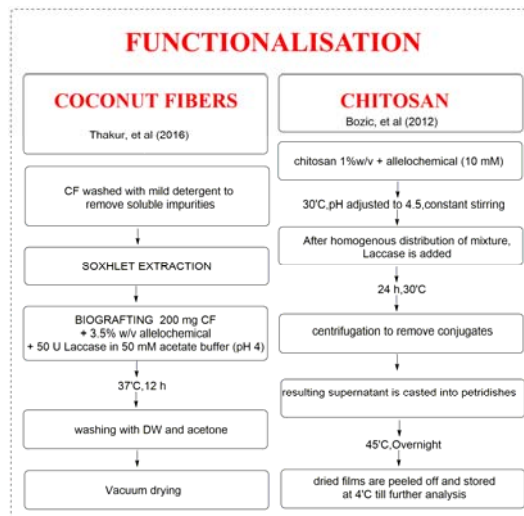 FUNCTIONALISATION
COCONUT FIBERS
Thakur, et al (2016)
CF washed with mild detergent to
remove soluble impurities
SOXHLET EXTRACTION
BIOGRAFTING 200 mg CF
+ 3.5% w/v allelochemical
+ 50 U Laccase in 50 mM acetate buffer (pH 4)
37'C,12 h
washing with DW and acetone
Vacuum drying
CHITOSAN
Bozic, et al (2012)
chitosan 1%w/v + allelochemical (10 mM)
30'C,pH adjusted to 4.5,constant stirring
After homogenous distribution of mixture,
Laccase is added
24 h,30'C
centrifugation to remove conjugates
resulting supernatant is casted into petridishes
45'C,Overnight
dried films are peeled off and stored
at 4'C till further analysis